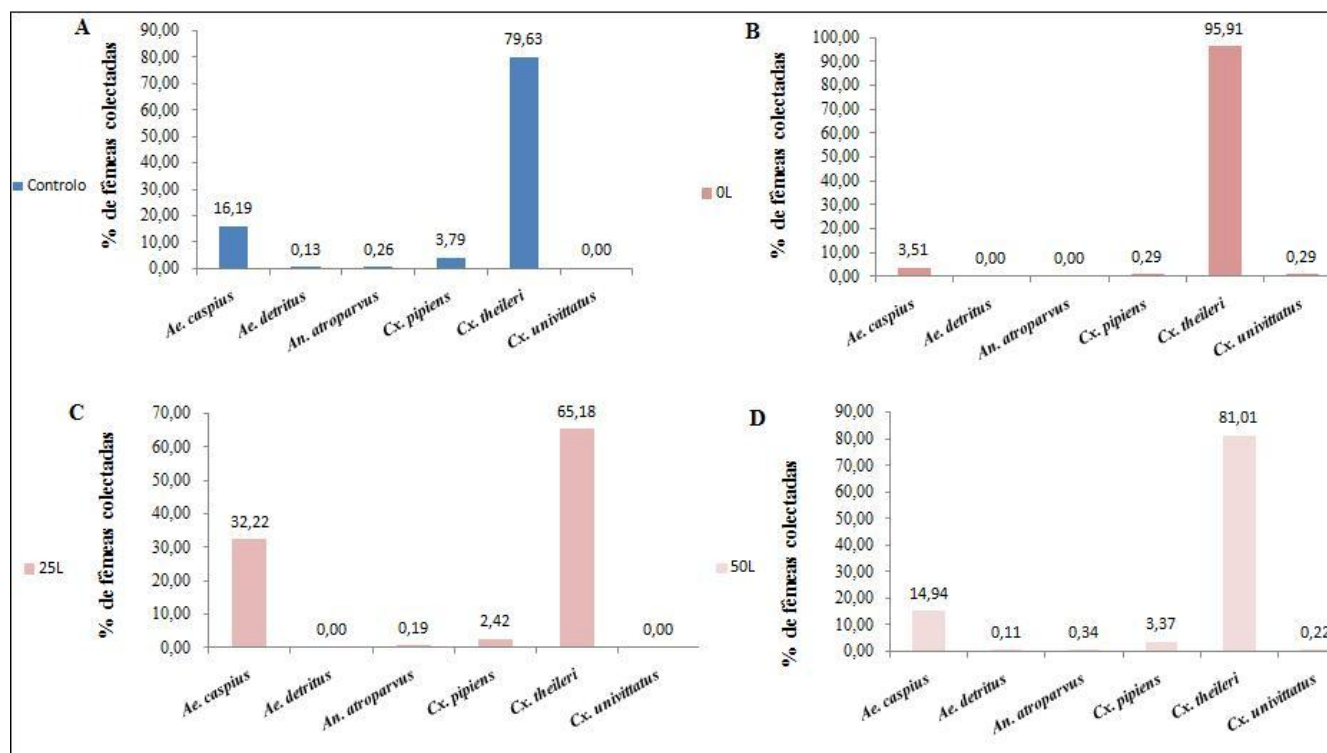 A
% de fêmeas colectadas
90,00
80,00
70,00
60,00
50,00
40,00
30,00
20,00
10,00
0,00
16,19
0,13
0,26
3,79
79,63
0,00
Ae. caspius
Ae. detritus
An. atroparvus
Cx. pipiens
Cx. theileri
Cx. univittatus
Controlo
B
% de fêmeas colectadas
100,00
90,00
80,00
70,00
60,00
50,00
40,00
30,00
20,00
10,00
0,00
3,51
0,00
0,00
0,29
95,91
0,29
Ae. caspius
Ae. detritus
An. atroparvus
Cx. pipiens
Cx. theileri
Cx. univittatus
0L
C
% de fêmeas colectadas
70,00
60,00
50,00
40,00
30,00
20,00
10,00
0,00
32,22
0,00
0,19
2,42
65,18
0,00
Ae. caspius
Ae. detritus
An. atroparvus
Cx. pipiens
Cx. theileri
Cx. univittatus
25L
D
% de fêmeas colectadas
90,00
80,00
70,00
60,00
50,00
40,00
30,00
20,00
10,00
0,00
14,94
0,11
0,34
3,37
81,01
0,22
Ae. caspius
Ae. detritus
An. atroparvus
Cx. pipiens
Cx. theileri
Cx. univittatus
50L